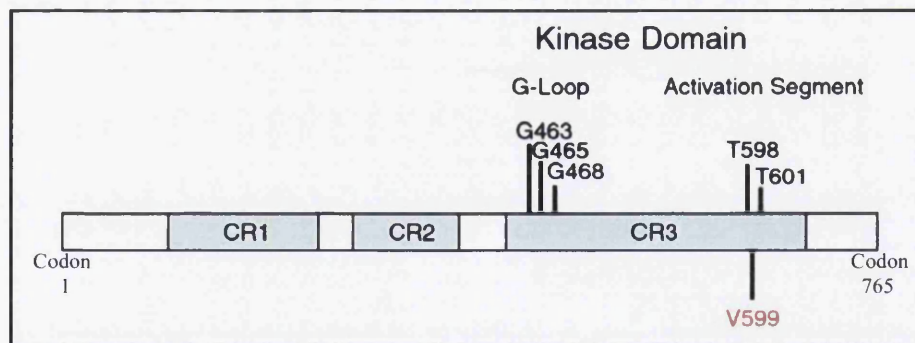 Kinase Domain
G-Loop
Activation Segment
G463
G465
G468
T598
T601
CR1
CR2
CR3
Codon
1
Codon
765
V599